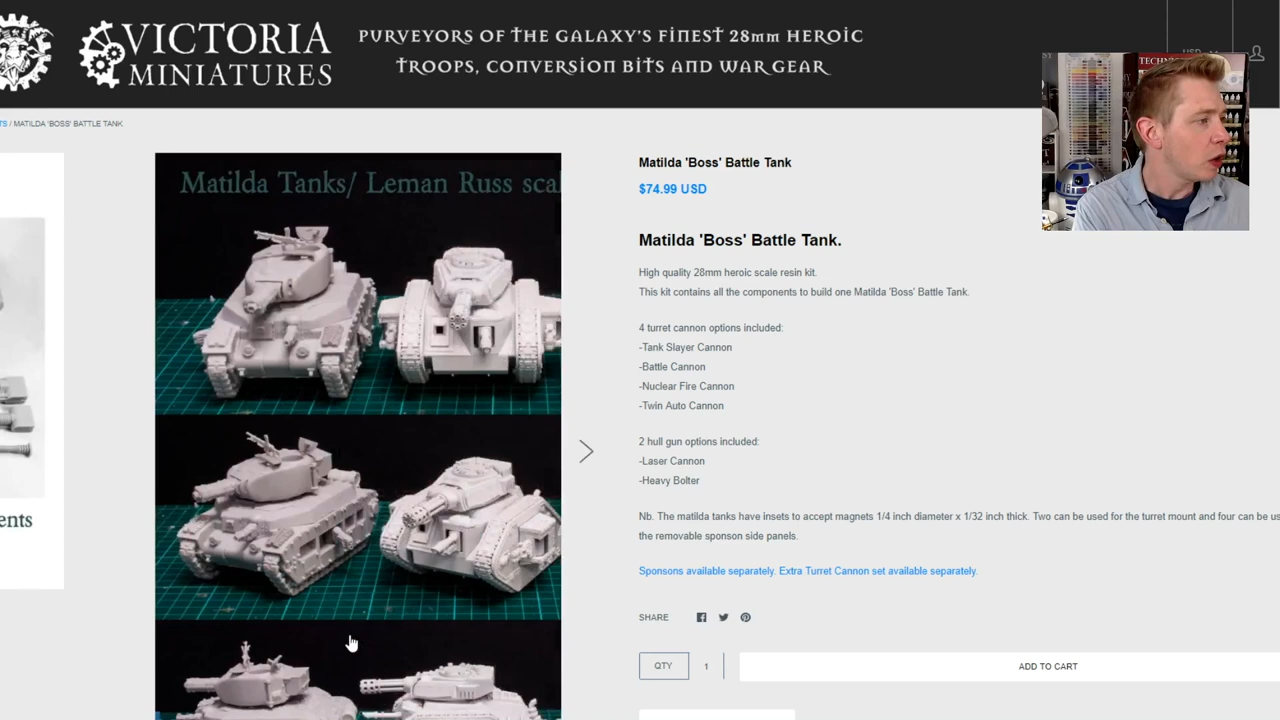 VICTORIA
MINIATURES
PURVEYORS OF THE GALAXY'S FINEST 28mm HEROIC
TROOPS, CONVERSION BITS AND WAR GEAR
USD
TECHNIC
/ MATILDA 'BOSS' BATTLE TANK
Matilda Tanks/ Leman Russ sca
ents
Matilda 'Boss' Battle Tank
$74.99 USD
Matilda 'Boss' Battle Tank.
High quality 28mm heroic scale resin kit.
This kit contains all the components to build one Matilda 'Boss' Battle Tank.
4 turret cannon options included:
-Tank Slayer Cannon
-Battle Cannon
-Nuclear Fire Cannon
-Twin Auto Cannon
2 hull gun options included:
-Laser Cannon
-Heavy Bolter
Nb. The matilda tanks have insets to accept magnets 1/4 inch diameter x 1/32 inch thick. Two can be used for the turret mount and four can be us
the removable sponson side panels.
Sponsons available separately. Extra Turret Cannon set available separately.
SHARE
QTY 1 ADD TO CART